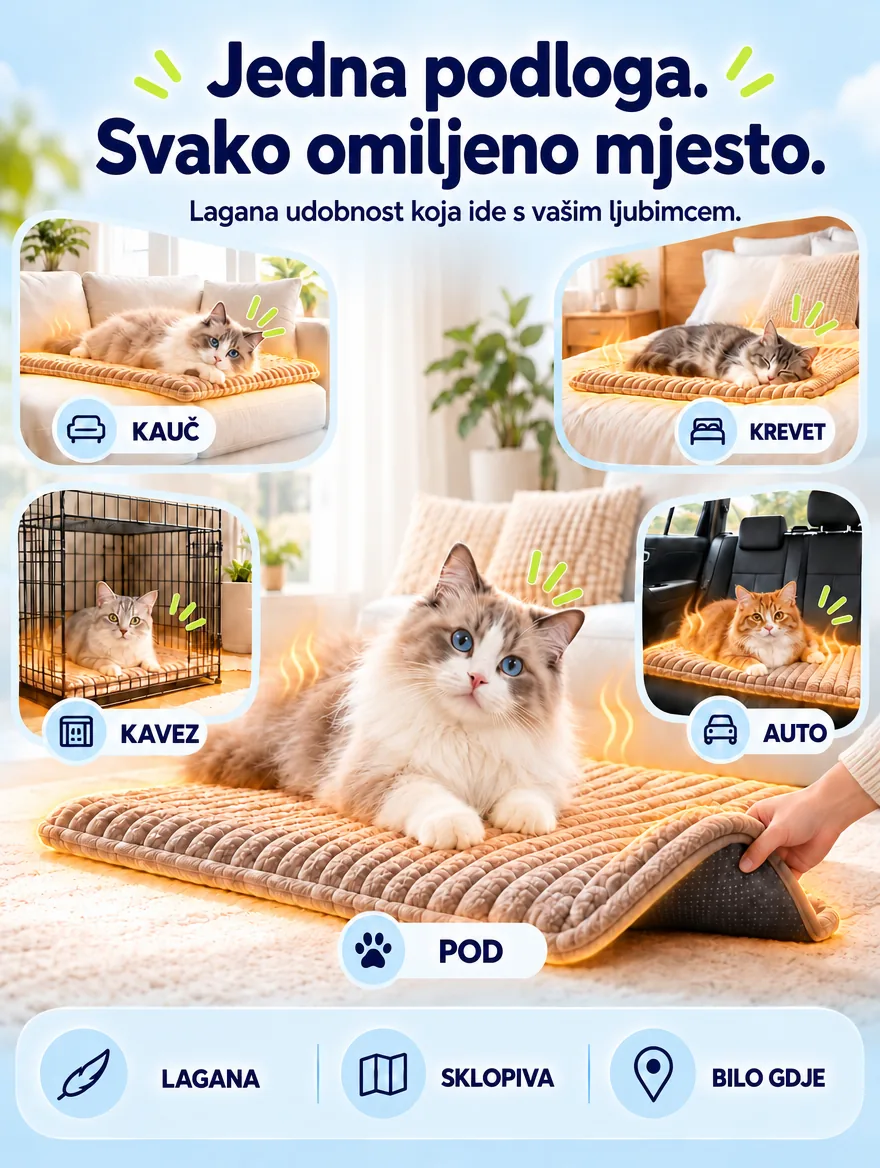 Jedna podloga.
Svako omiljeno mjesto.
Lagana udobnost koja ide s vašim ljubimcem.
KAUČ
KREVET
KAVEZ
AUTO
POD
LAGANA
SKLOPIVA
BILO GDJE